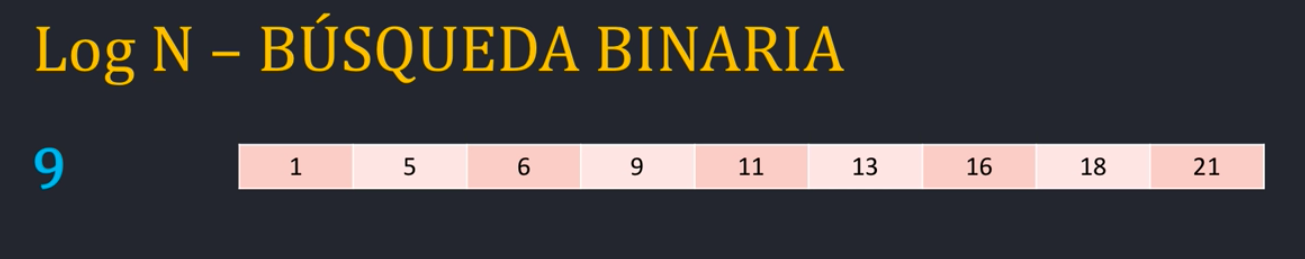 Log N – BÚSQUEDA BINARIA
9 1 5 6 9 11 13 16 18 21